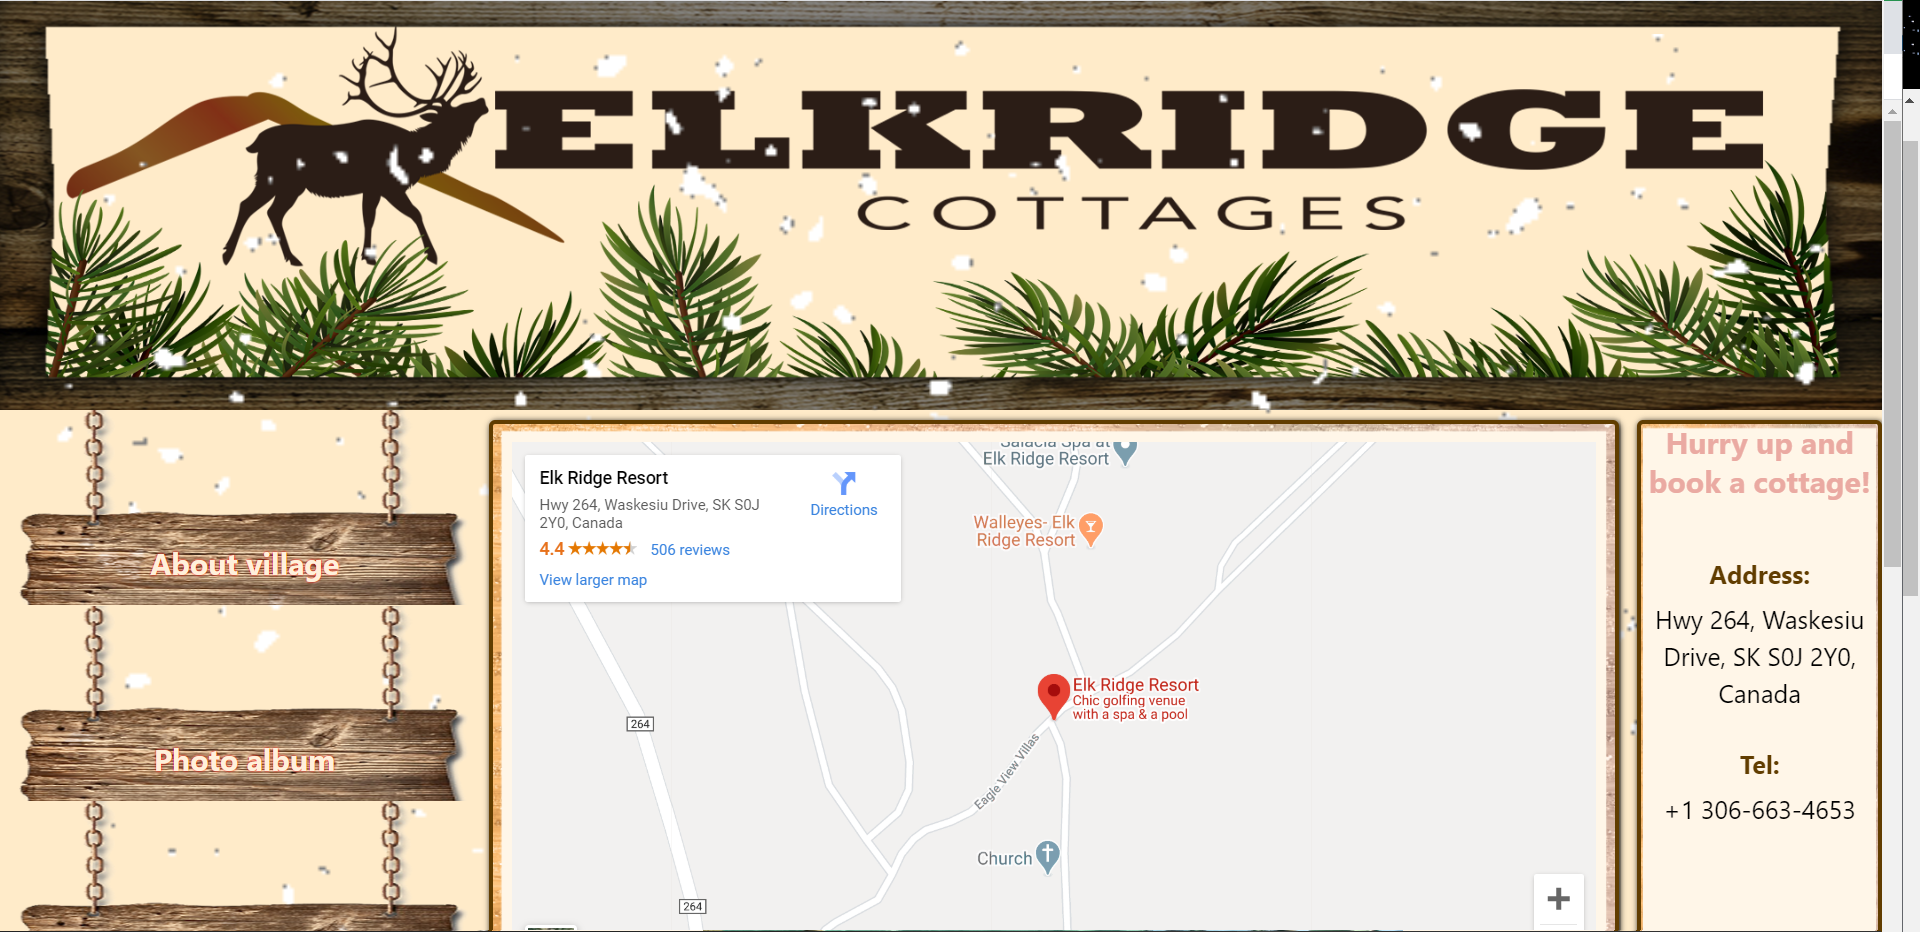 ELKRIDGE
COTTAGES
About village
Photo album
Elk Ridge Resort
Hwy 264, Waskesiu Drive, SK S0J
2Y0, Canada
4.4
506 reviews
View larger map
Directions
Salacia Spa at
Elk Ridge Resort
Walleyes- Elk
Ridge Resort
Elk Ridge Resort
Chic golfing venue
with a spa & a pool
264
Eagle View Villas
Church
264
+
Hurry up and
book a cottage!
Address:
Hwy 264, Waskesiu
Drive, SK S0J 2Y0,
Canada
Tel:
+1 306-663-4653